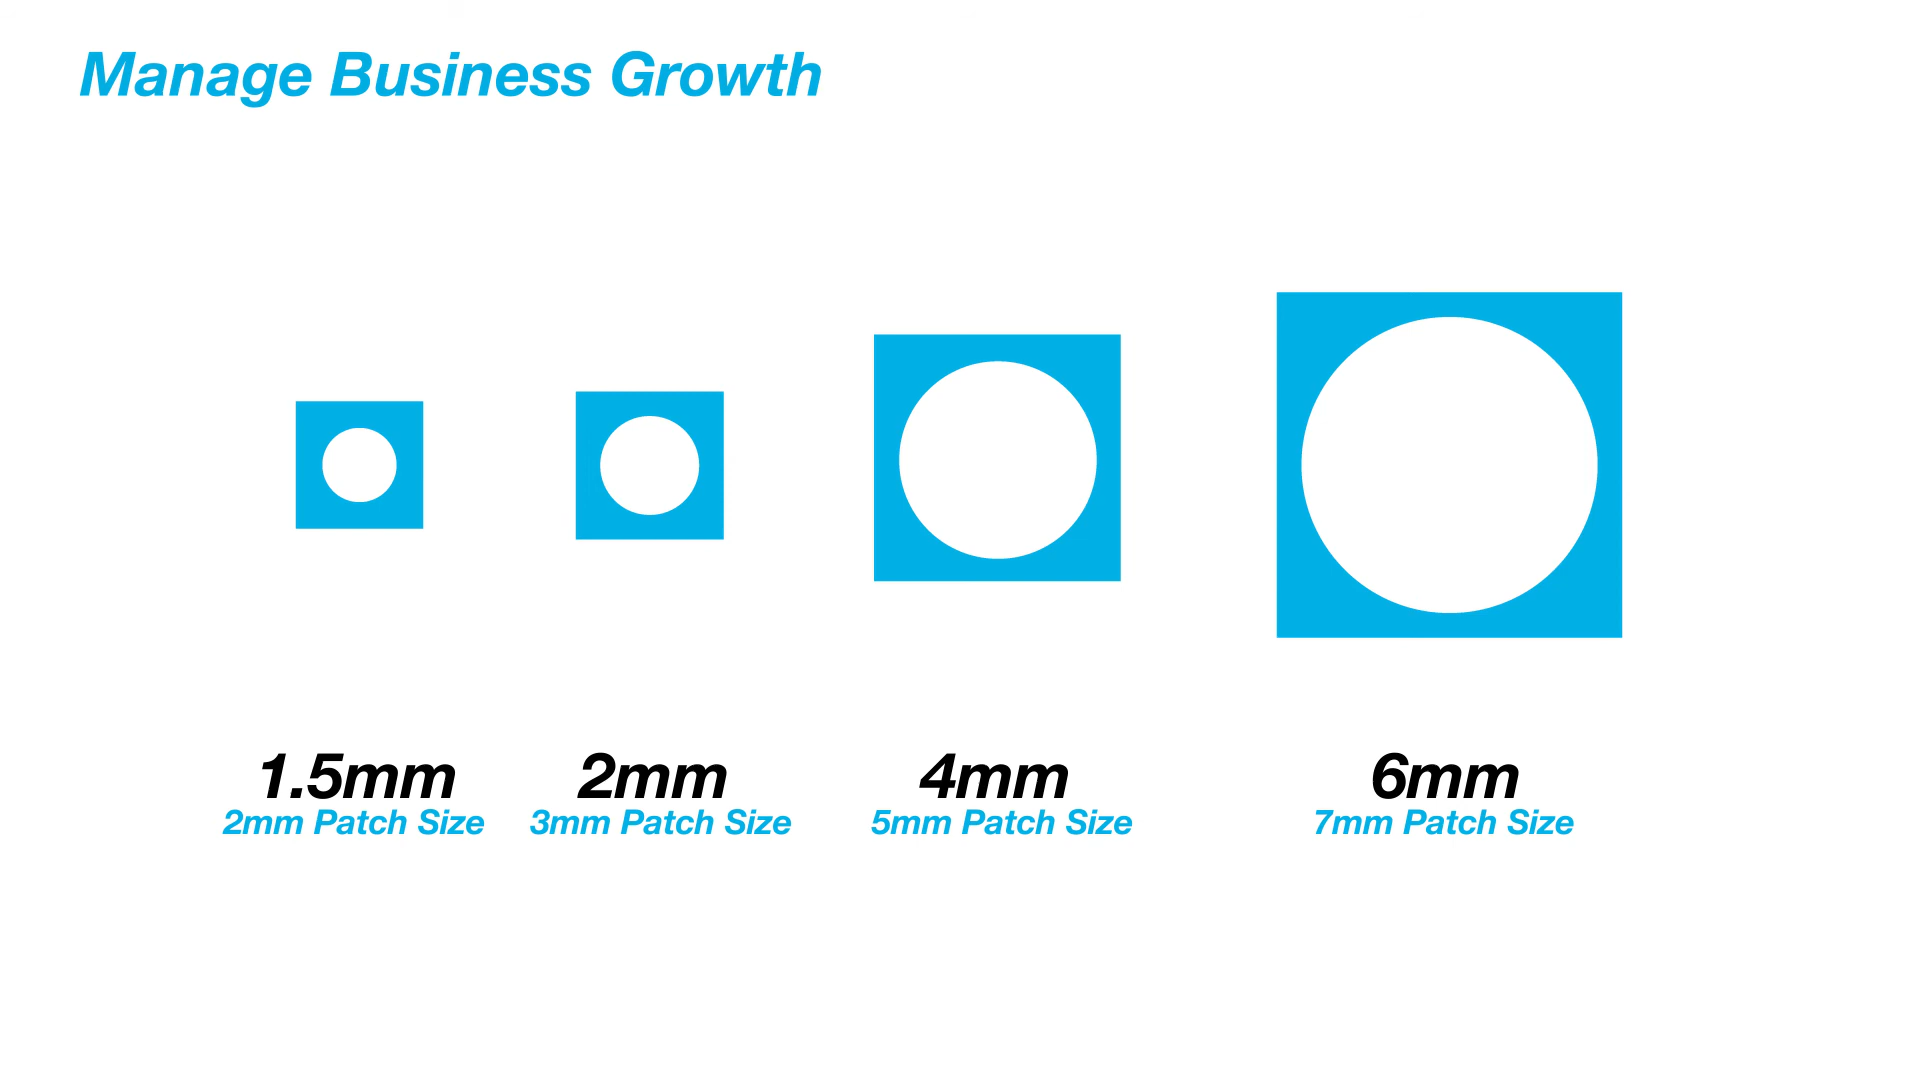 Manage Business Growth
1.5mm
2mm Patch Size
2mm
3mm Patch Size
4mm
5mm Patch Size
6mm
7mm Patch Size